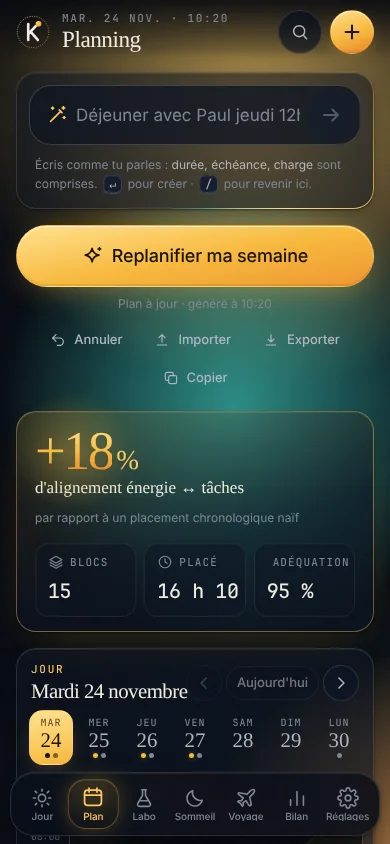 K
MAR. 24 NOV. · 10:20
Planning
Déjeuner avec Paul jeudi 12h
Écris comme tu parles : durée, échéance, charge sont
comprises. ↵ pour créer · / pour revenir ici.
Replanifier ma semaine
Plan à jour · généré à 10:20
Annuler Importer Exporter
Copier
+18%
d'alignement énergie ↔ tâches
par rapport à un placement chronologique naïf
BLOCS PLACÉ ADÉQUATION
15 16 h 10 95 %
JOUR
Mardi 24 novembre Aujourd'hui
MAR MER JEU VEN SAM DIM LUN
24 25 26 27 28 29 30
Jour Plan Labo Sommeil Voyage Bilan Réglages